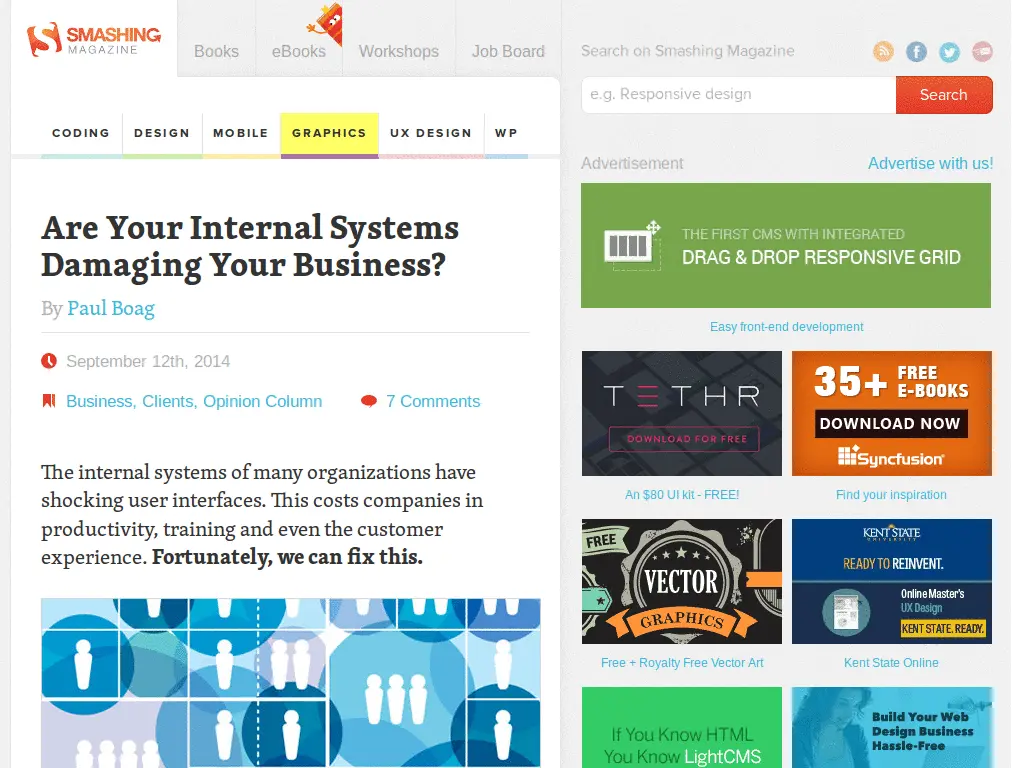 SMASHING
MAGAZINE
Books
eBooks
Workshops
Job Board
CODING
DESIGN
MOBILE
GRAPHICS
UX DESIGN
WP
Are Your Internal Systems
Damaging Your Business?
By Paul Boag
September 12th, 2014
Business, Clients, Opinion Column
7 Comments
The internal systems of many organizations have
shocking user interfaces. This costs companies in
productivity, training and even the customer
experience. Fortunately, we can fix this.
Search on Smashing Magazine
e.g. Responsive design
Search
Advertisement
Advertise with us!
THE FIRST CMS WITH INTEGRATED
DRAG & DROP RESPONSIVE GRID
Easy front-end development
TETHR
DOWNLOAD FOR FREE
An $80 UI kit - FREE!
35+ FREE
E-BOOKS
DOWNLOAD NOW
Syncfusion
Find your inspiration
FREE
VECTOR
GRAPHICS
Free + Royalty Free Vector Art
KENT STATE
UNIVERSITY
READY TO REINVENT.
Online Master's
UX Design
KENT STATE. READY.
Kent State Online
If You Know HTML
You Know LightCMS
Build Your Web
Design Business
Hassle-Free